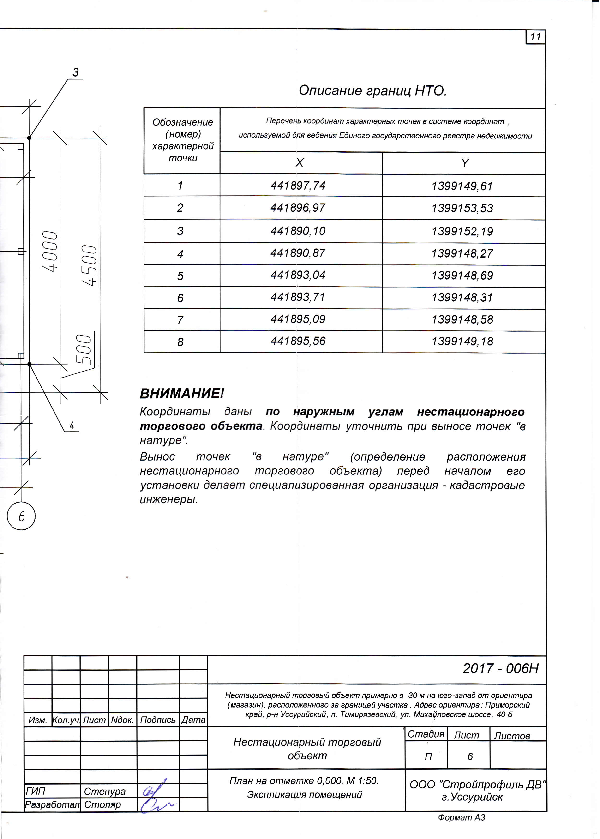 11
3
Описание границ НТО.
Обозначение (номер) характерной точки
Перечень координат характерных точек в системе координат ,
используемой для ведения Единого государственного реестра недвижимости
X Y
1 441897,74 1399149,61
2 441896,97 1399153,53
3 441890,10 1399152,19
4 441890,87 1399148,27
5 441893,04 1399148,69
6 441893,71 1399148,31
7 441895,09 1399148,58
8 441895,56 1399149,18
4000
4500
500
4
6
ВНИМАНИЕ!
Координаты даны по наружным углам нестационарного
торгового объекта. Координаты уточнить при выносе точек "в
натуре".
Вынос точек "в натуре" (определение расположения
нестационарного торгового объекта) перед началом его
установки делает специализированная организация - кадастровые
инженеры.
2017 - 006Н
Нестационарный торговый объект примерно в 30 м на юго-запад от ориентира
(магазин), расположенного за границей участка . Адрес ориентира: Приморский
край, р-н Уссурийский, п. Тимирязевский, ул. Михайловское шоссе. 40 б
Изм. Кол.уч. Лист Nдок. Подпись Дата
Нестационарный торговый
объект
Стадия Лист Листов
П 6
План на отметке 0,000. М 1:50.
Экспликация помещений
ООО "Стройпрофиль ДВ"
г.Уссурийск
ГИП Степура
Разработал Столяр
Формат А3